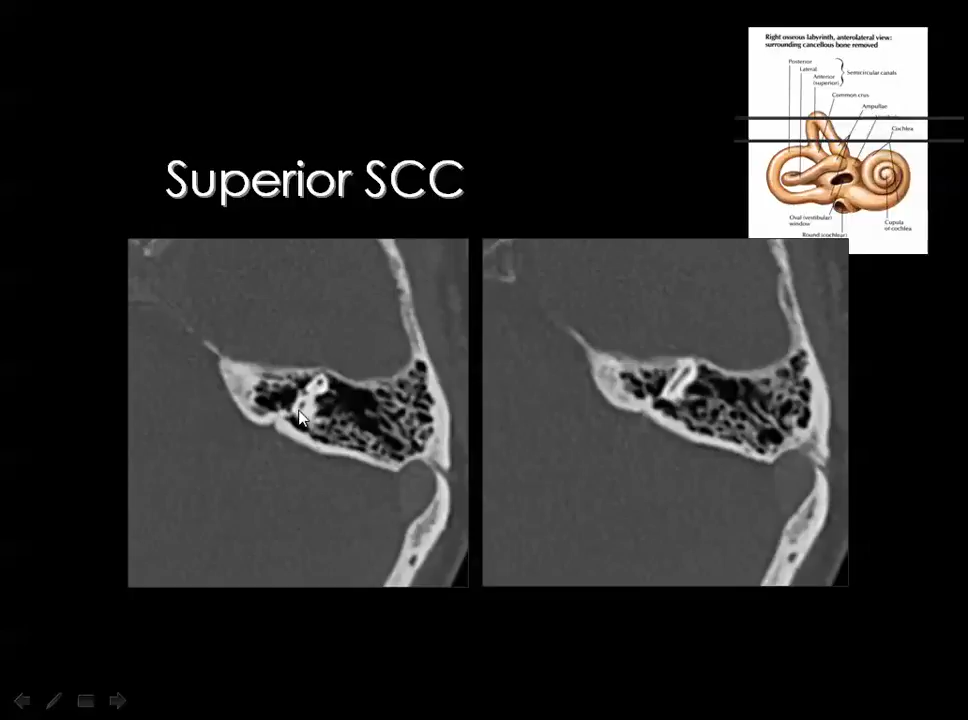 Right osseous labyrinth, anterolateral view:
surrounding cancellous bone removed
Posterior
Lateral
Anterior
(superior)
Semicircular canals
Common crus
Ampullae
Cochlea
Superior SCC
Oval (vestibular)
window
Cupula
of cochlea
Round (cochlear)